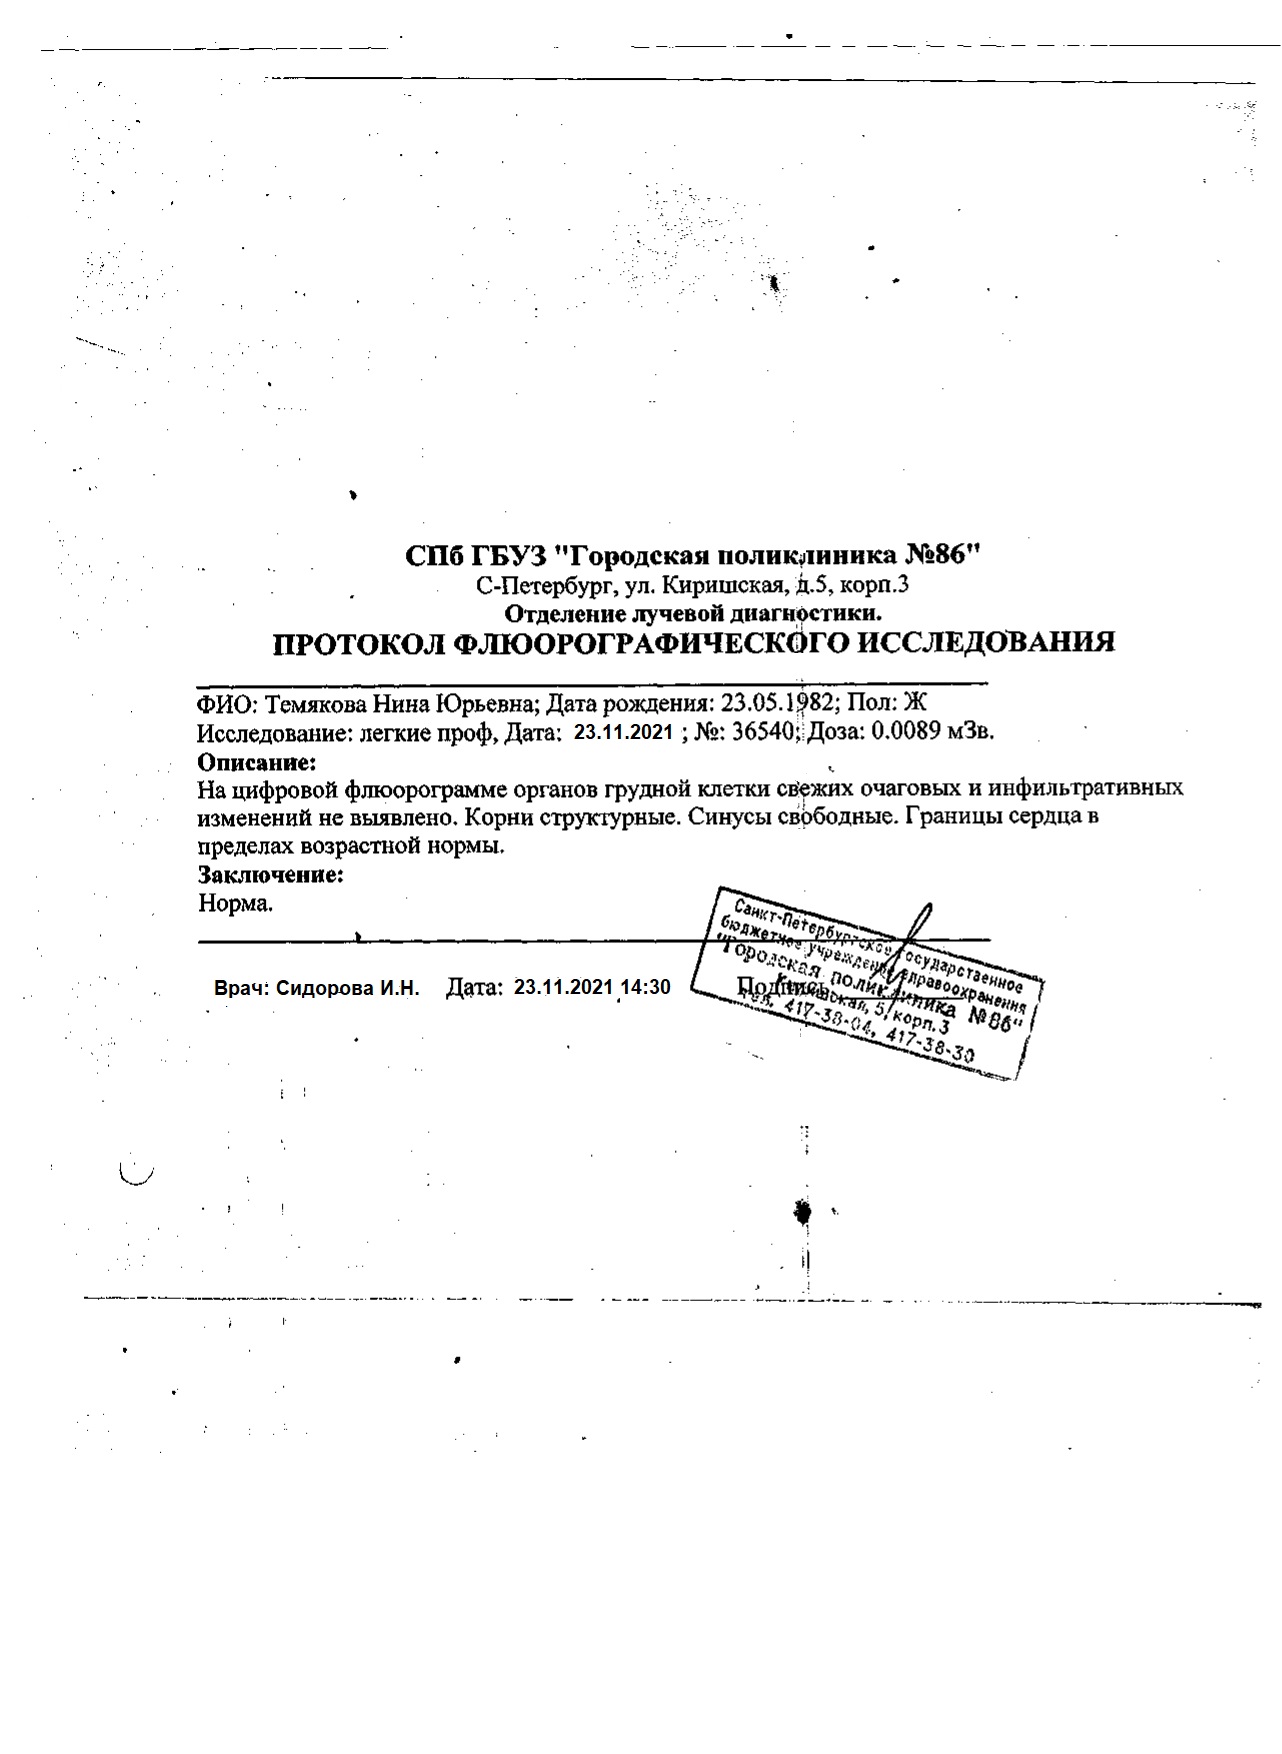 СПб ГБУЗ "Городская поликлиника №86"
С-Петербург, ул. Киришская, д.5, корп.3
Отделение лучевой диагностики.
ПРОТОКОЛ ФЛЮОРОГРАФИЧЕСКОГО ИССЛЕДОВАНИЯ
ФИО: Темякова Нина Юрьевна; Дата рождения: 23.05.1982; Пол: Ж
Исследование: легкие проф, Дата: 23.11.2021 ; №: 36540; Доза: 0.0089 мЗв.
Описание:
На цифровой флюорограмме органов грудной клетки свежих очаговых и инфильтративных
изменений не выявлено. Корни структурные. Синусы свободные. Границы сердца в
пределах возрастной нормы.
Заключение:
Норма.
Врач: Сидорова И.Н. Дата: 23.11.2021 14:30 Подпись
Санкт-Петербургское государственное
бюджетное учреждение здравоохранения
"Городская поликлиника №86"
5, корп. 3
тел. 417-38-04, 417-38-30